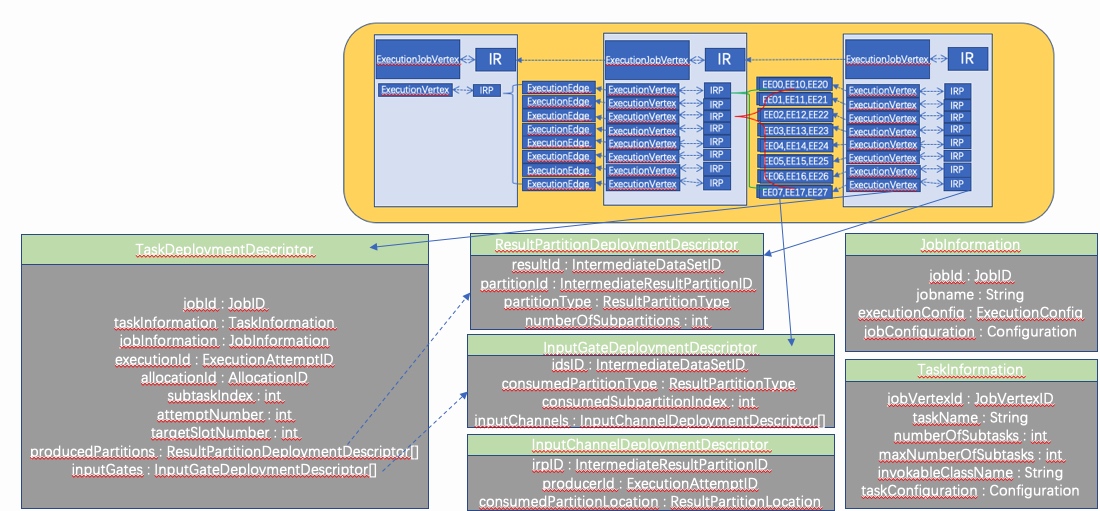 ExecutionJobVertex
IR
ExecutionVertex
IRP
ExecutionEdge
ExecutionEdge
ExecutionEdge
ExecutionEdge
ExecutionEdge
ExecutionEdge
ExecutionEdge
ExecutionEdge
ExecutionJobVertex
IR
ExecutionVertex
IRP
ExecutionVertex
IRP
ExecutionVertex
IRP
ExecutionVertex
IRP
ExecutionVertex
IRP
ExecutionVertex
IRP
ExecutionVertex
IRP
ExecutionVertex
IRP
EE00,EE10,EE20
EE01,EE11,EE21
EE02,EE12,EE22
EE03,EE13,EE23
EE04,EE14,EE24
EE05,EE15,EE25
EE06,EE16,EE26
EE07,EE17,EE27
ExecutionJobVertex
IR
ExecutionVertex
IRP
ExecutionVertex
IRP
ExecutionVertex
IRP
ExecutionVertex
IRP
ExecutionVertex
IRP
ExecutionVertex
IRP
ExecutionVertex
IRP
ExecutionVertex
IRP
TaskDeploymentDescriptor
jobId : JobID
taskInformation : TaskInformation
jobInformation : JobInformation
executionId : ExecutionAttemptID
allocationId : AllocationID
subtaskIndex : int
attemptNumber : int
targetSlotNumber : int
producedPartitions : ResultPartitionDeploymentDescriptor[]
inputGates : InputGateDeploymentDescriptor[]
ResultPartitionDeploymentDescriptor
resultId : IntermediateDataSetID
partitionId : IntermediateResultPartitionID
partitionType : ResultPartitionType
numberOfSubpartitions : int
InputGateDeploymentDescriptor
idsID : IntermediateDataSetID
consumedPartitionType : ResultPartitionType
consumedSubpartitionIndex : int
inputChannels : InputChannelDeploymentDescriptor[]
InputChannelDeploymentDescriptor
irpID : IntermediateResultPartitionID
producerId : ExecutionAttemptID
consumedPartitionLocation : ResultPartitionLocation
JobInformation
jobId : JobID
jobname : String
executionConfig : ExecutionConfig
jobConfiguration : Configuration
TaskInformation
jobVertexId : JobVertexID
taskName : String
numberOfSubtasks : int
maxNumberOfSubtasks : int
invokableClassName : String
taskConfiguration : Configuration